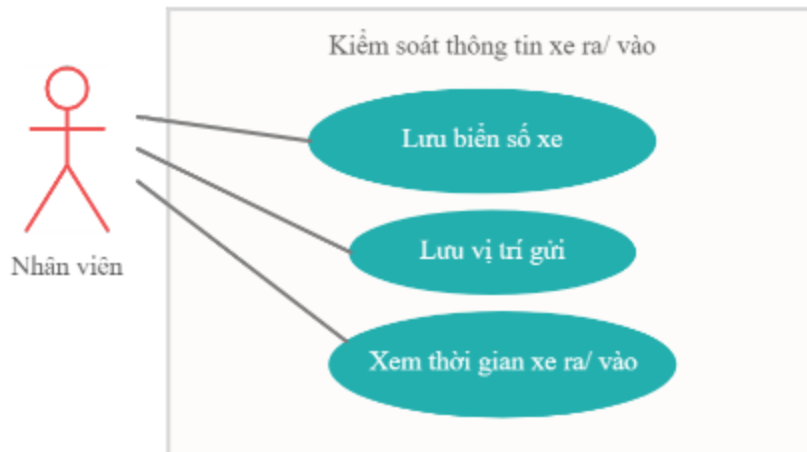 Kiểm soát thông tin xe ra/ vào
Lưu biển số xe
Lưu vị trí gửi
Nhân viên
Xem thời gian xe ra/ vào